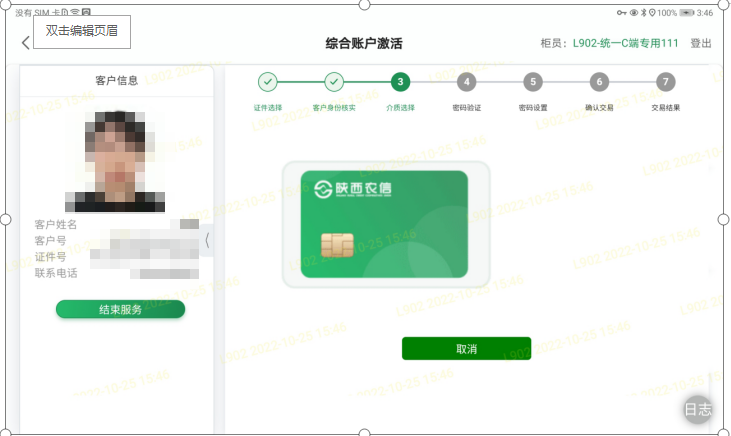 没有 SIM 卡
100% 3:46
双击编辑页眉
综合账户激活
柜员：L902-统一C端专用111 登出
客户信息
3 4 5 6 7
证件选择 客户身份核实 介质选择 密码验证 密码设置 确认交易 交易结果
陕西农信
客户姓名
客户号
证件号
联系电话
结束服务
取消
日志
L902 2022-10-25 15:46